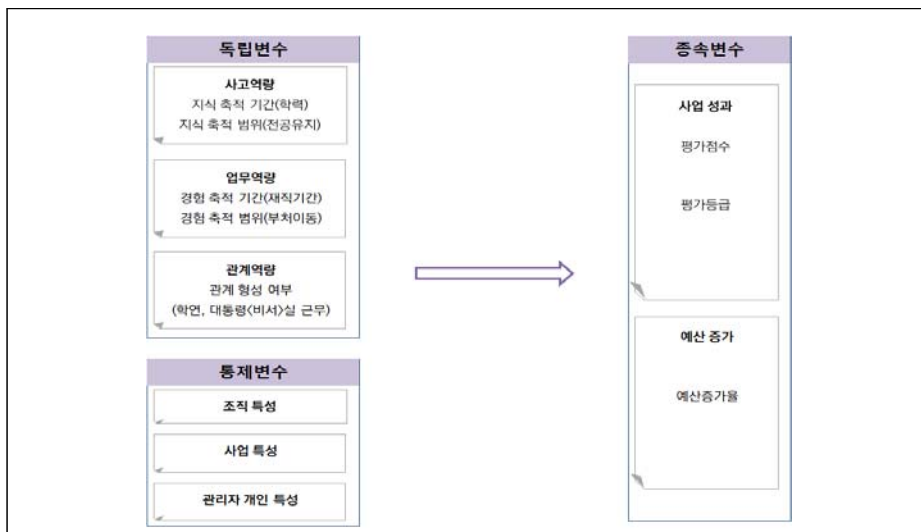 독립변수
사고역량
지식 축적 기간(학력)
지식 축적 범위(전공유지)
업무역량
경험 축적 기간(재직기간)
경험 축적 범위(부처이동)
관계역량
관계 형성 여부
(학연, 대통령<비서>실 근무)
통제변수
조직 특성
사업 특성
관리자 개인 특성
종속변수
사업 성과
평가점수
평가등급
예산 증가
예산증가율